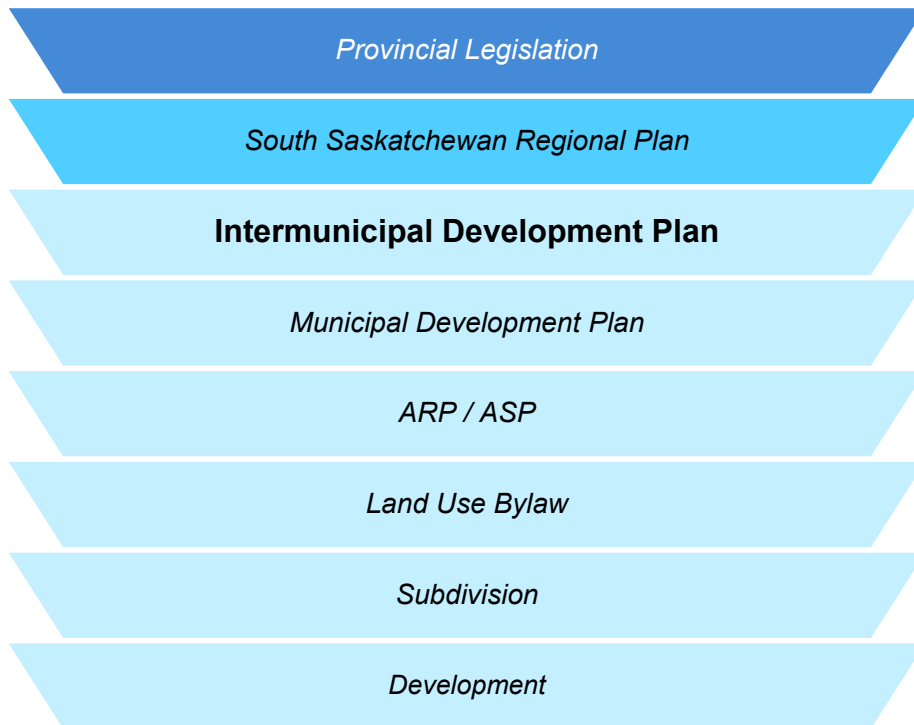 Provincial Legislation
South Saskatchewan Regional Plan
Intermunicipal Development Plan
Municipal Development Plan
ARP / ASP
Land Use Bylaw
Subdivision
Development